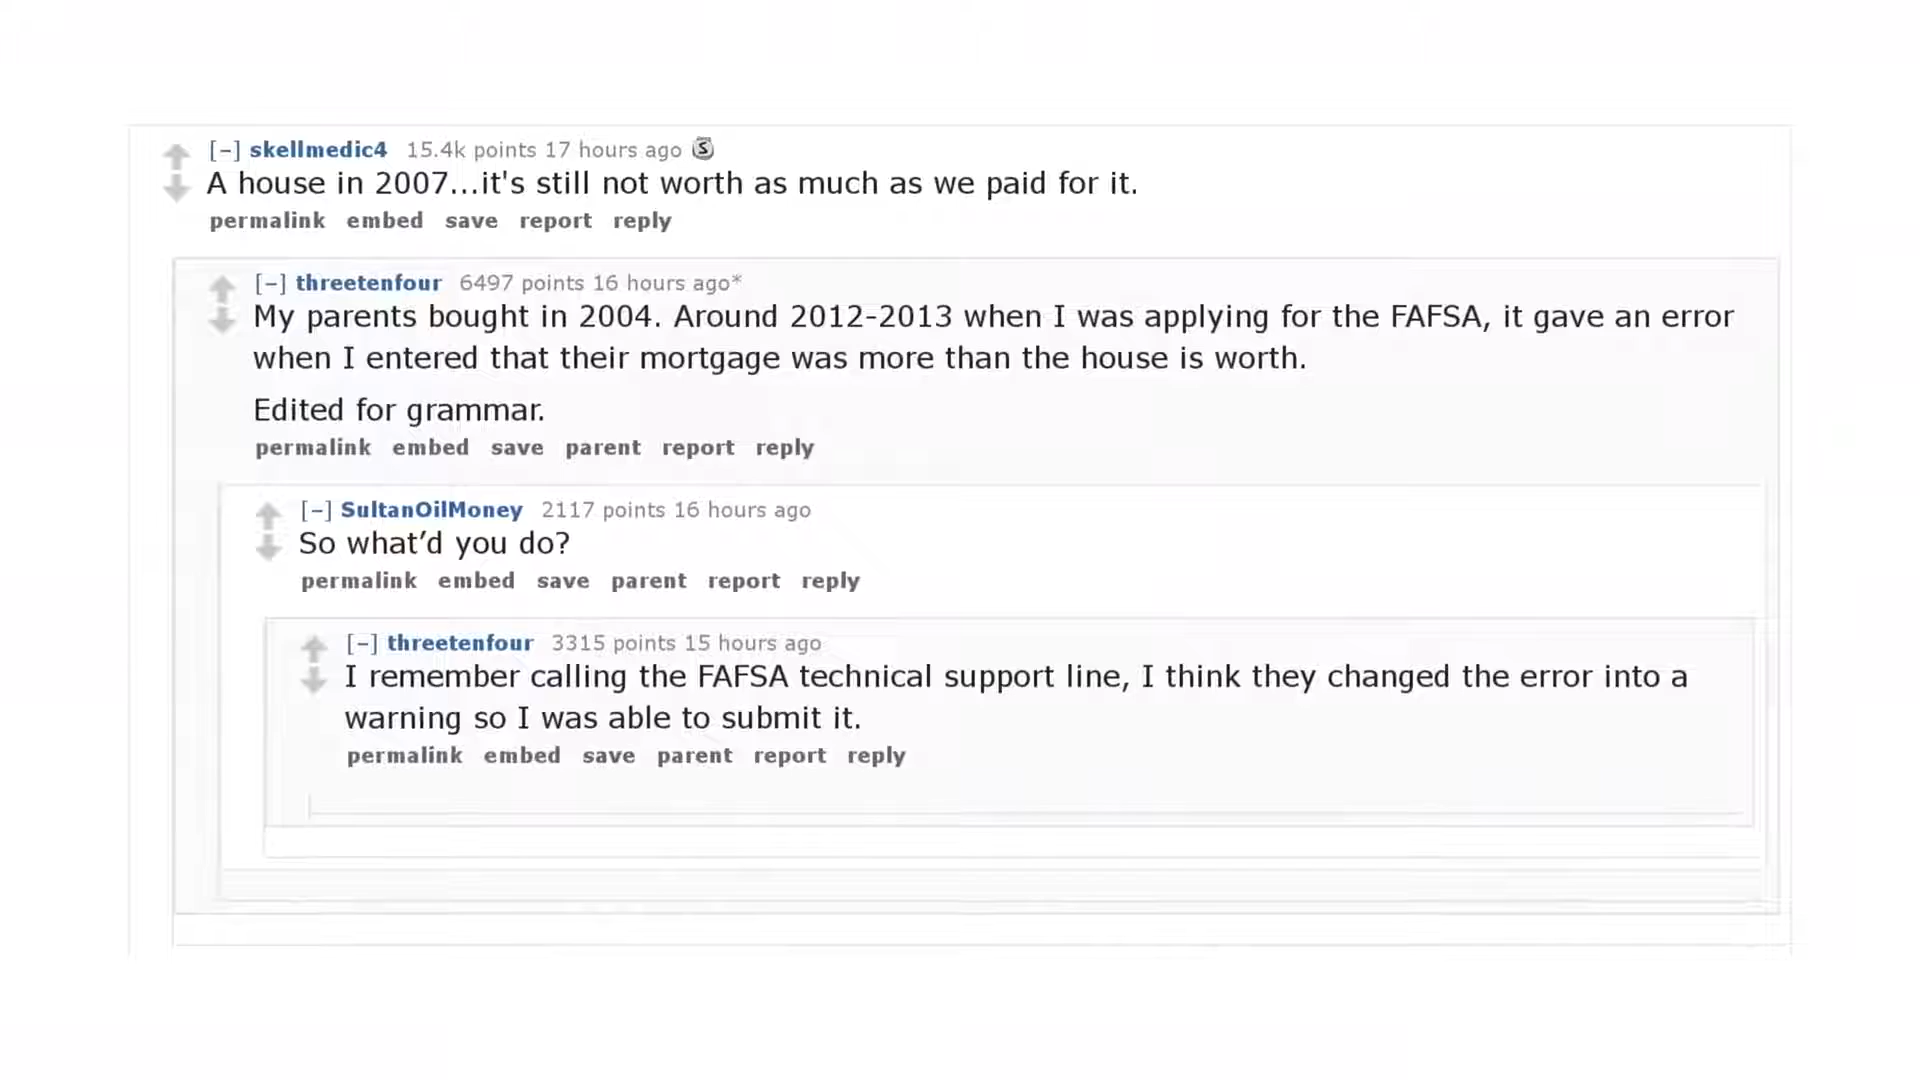 [–] skellmedic4 15.4k points 17 hours ago S
A house in 2007...it's still not worth as much as we paid for it.
permalink embed save report reply
[–] threetenfour 6497 points 16 hours ago*
My parents bought in 2004. Around 2012-2013 when I was applying for the FAFSA, it gave an error
when I entered that their mortgage was more than the house is worth.
Edited for grammar.
permalink embed save parent report reply
[–] SultanOilMoney 2117 points 16 hours ago
So what’d you do?
permalink embed save parent report reply
[–] threetenfour 3315 points 15 hours ago
I remember calling the FAFSA technical support line, I think they changed the error into a
warning so I was able to submit it.
permalink embed save parent report reply